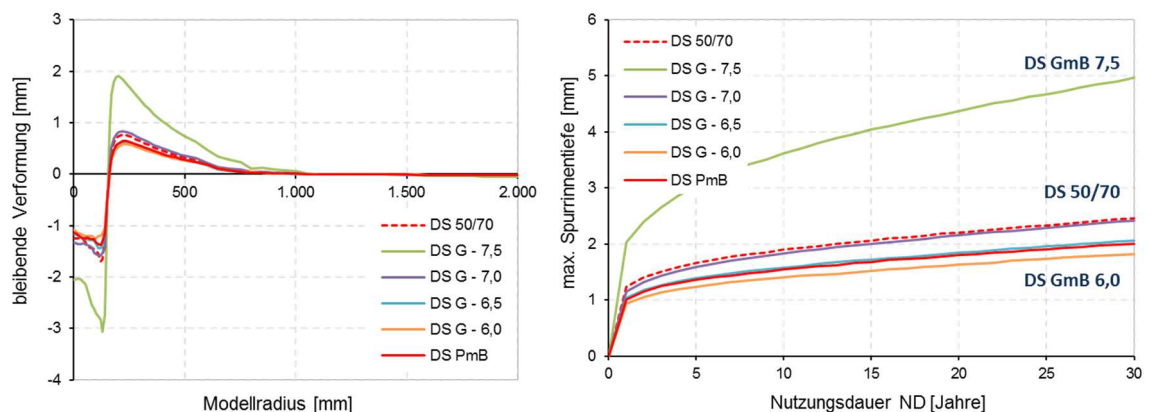 3
2
1
0
-1
-2
-3
-4
bleibende Verformung [mm]
0
500
1.000
1.500
2.000
Modellradius [mm]
DS 50/70
DS G - 7,5
DS G - 7,0
DS G - 6,5
DS G - 6,0
DS PmB
6
5
4
3
2
1
0
max. Spurrinnentiefe [mm]
0
5
10
15
20
25
30
Nutzungsdauer ND [Jahre]
DS 50/70
DS G - 7,5
DS G - 7,0
DS G - 6,5
DS G - 6,0
DS PmB
DS GmB 7,5
DS 50/70
DS GmB 6,0